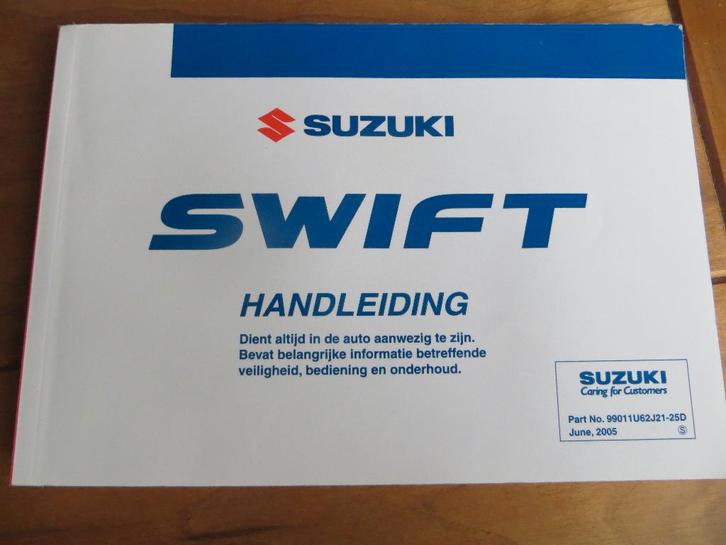 SUZUKI
SWIFT
HANDLEIDING
Dient altijd in de auto aanwezig te zijn.
Bevat belangrijke informatie betreffende
veiligheid, bediening en onderhoud.
SUZUKI
Caring for Customers
Part No. 99011U62J21-25D
June, 2005 Ⓢ